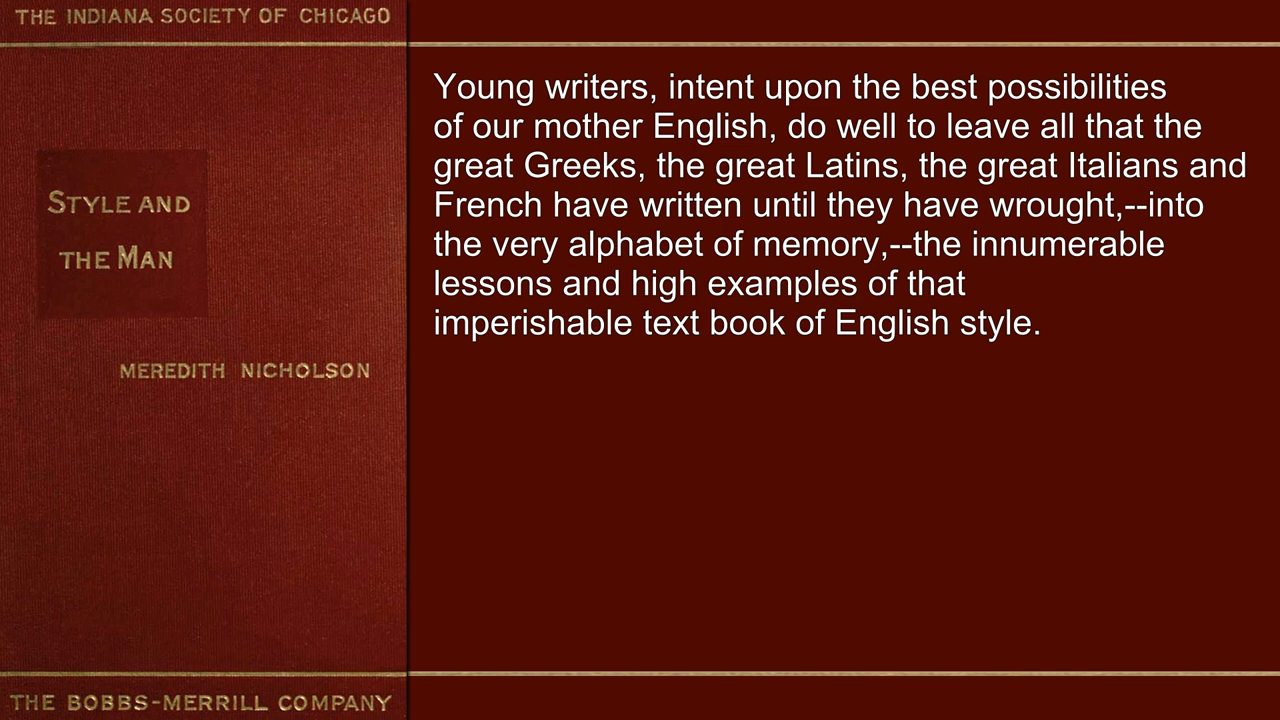 THE INDIANA SOCIETY OF CHICAGO
STYLE AND
THE MAN
MEREDITH NICHOLSON
THE BOBBS-MERRILL COMPANY
Young writers, intent upon the best possibilities
of our mother English, do well to leave all that the
great Greeks, the great Latins, the great Italians and
French have written until they have wrought,--into
the very alphabet of memory,--the innumerable
lessons and high examples of that
imperishable text book of English style.